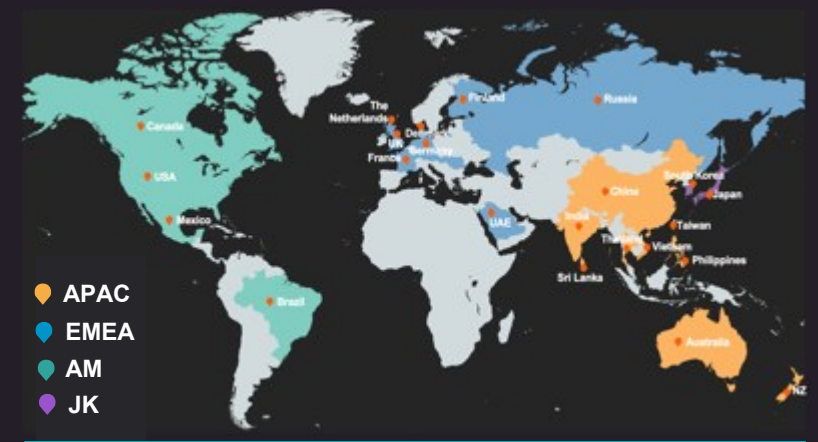 Canada
USA
Mexico
Brazil
The
Netherlands
UK
France
Denmark
Germany
Finland
Russia
UAE
China
India
South Korea
Japan
Taiwan
Thailand
Vietnam
Philippines
Sri Lanka
Australia
NZ
APAC
EMEA
AM
JK